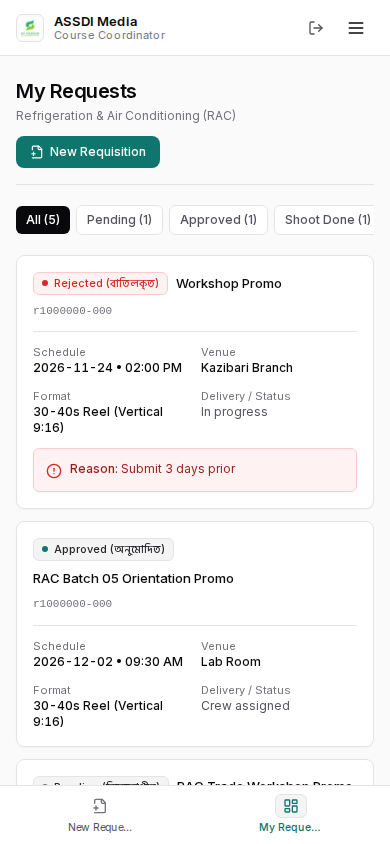 ASSDI Media
Course Coordinator
My Requests
Refrigeration & Air Conditioning (RAC)
New Requisition
All (5)
Pending (1)
Approved (1)
Shoot Done (1)
Rejected (বাতিলকৃত) Workshop Promo
r1000000-000
Schedule
2026-11-24 • 02:00 PM
Venue
Kazibari Branch
Format
30-40s Reel (Vertical
9:16)
Delivery / Status
In progress
Reason: Submit 3 days prior
Approved (অনুমোদিত)
RAC Batch 05 Orientation Promo
r1000000-000
Schedule
2026-12-02 • 09:30 AM
Venue
Lab Room
Format
30-40s Reel (Vertical
9:16)
Delivery / Status
Crew assigned
RAC Trade Workshop Promo
New Reque...
My Reque...